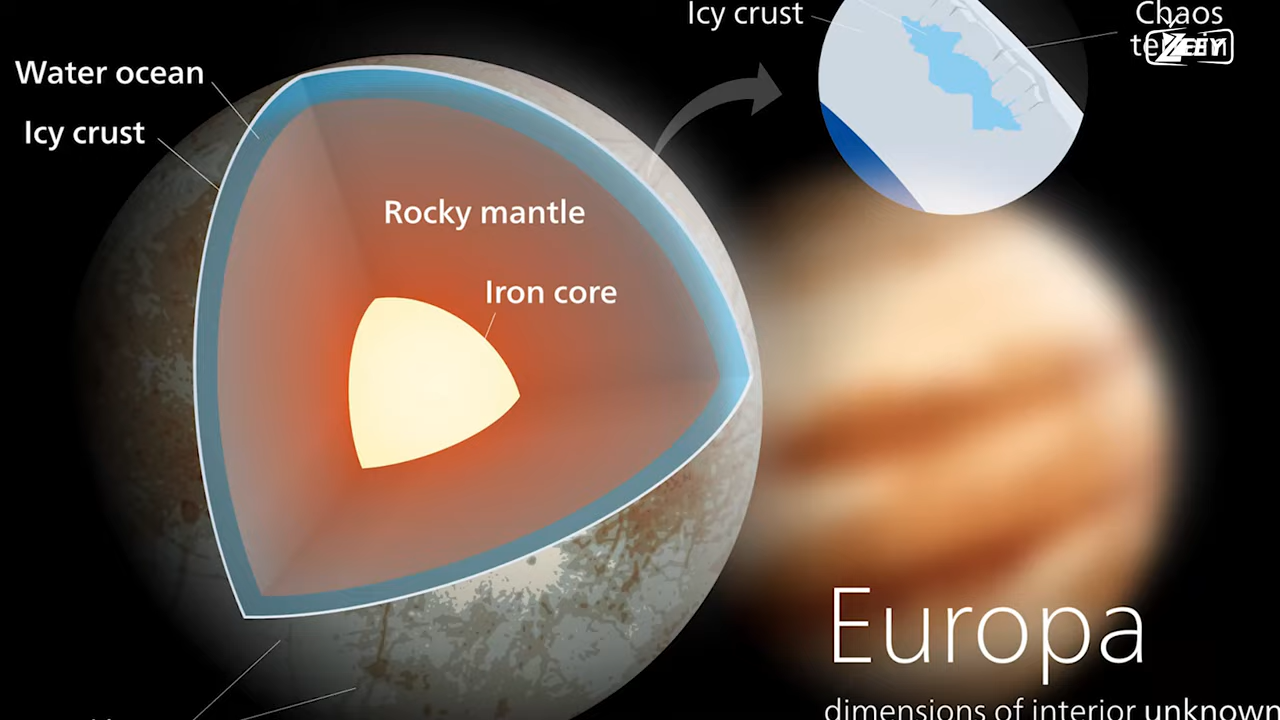 Icy crust
Chaos
Water ocean
Icy crust
Rocky mantle
Iron core
Europa
dimensions of interior unknown